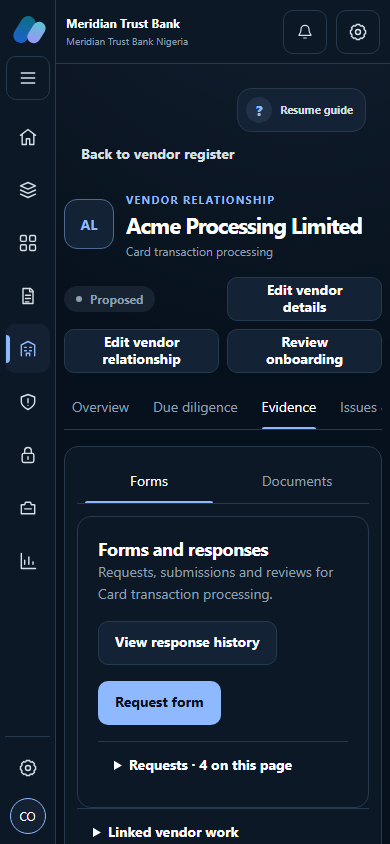 Meridian Trust Bank
Meridian Trust Bank Nigeria
? Resume guide
Back to vendor register
AL
VENDOR RELATIONSHIP
Acme Processing Limited
Card transaction processing
Proposed
Edit vendor
details
Edit vendor
relationship
Review
onboarding
Overview Due diligence Evidence Issues
Forms Documents
Forms and responses
Requests, submissions and reviews for
Card transaction processing.
View response history
Request form
Requests · 4 on this page
Linked vendor work
CO